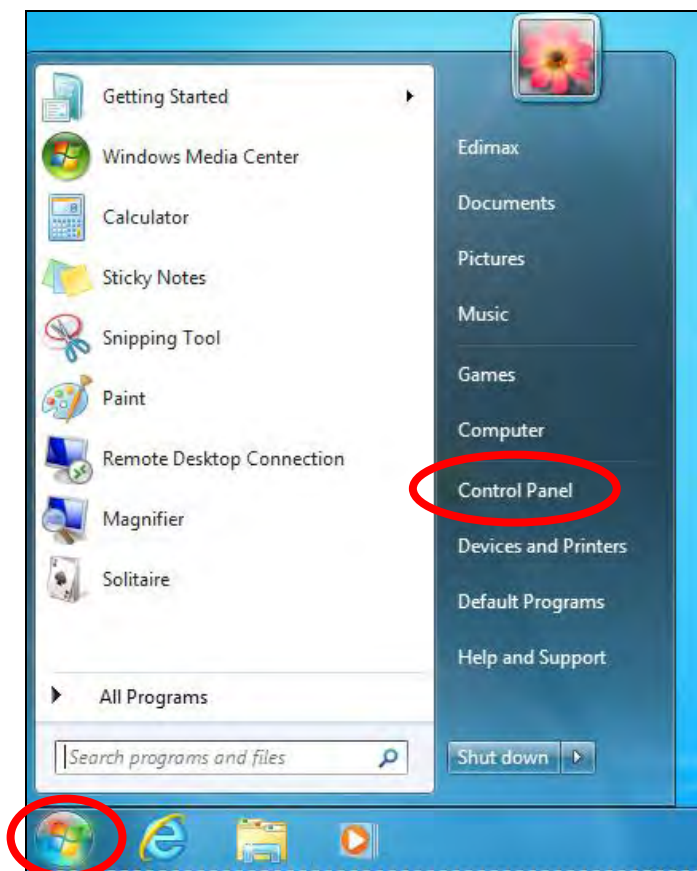 Getting Started
Windows Media Center
Calculator
Sticky Notes
Snipping Tool
Paint
Remote Desktop Connection
Magnifier
Solitaire
All Programs
Search programs and files
Edimax
Documents
Pictures
Music
Games
Computer
Control Panel
Devices and Printers
Default Programs
Help and Support
Shut down